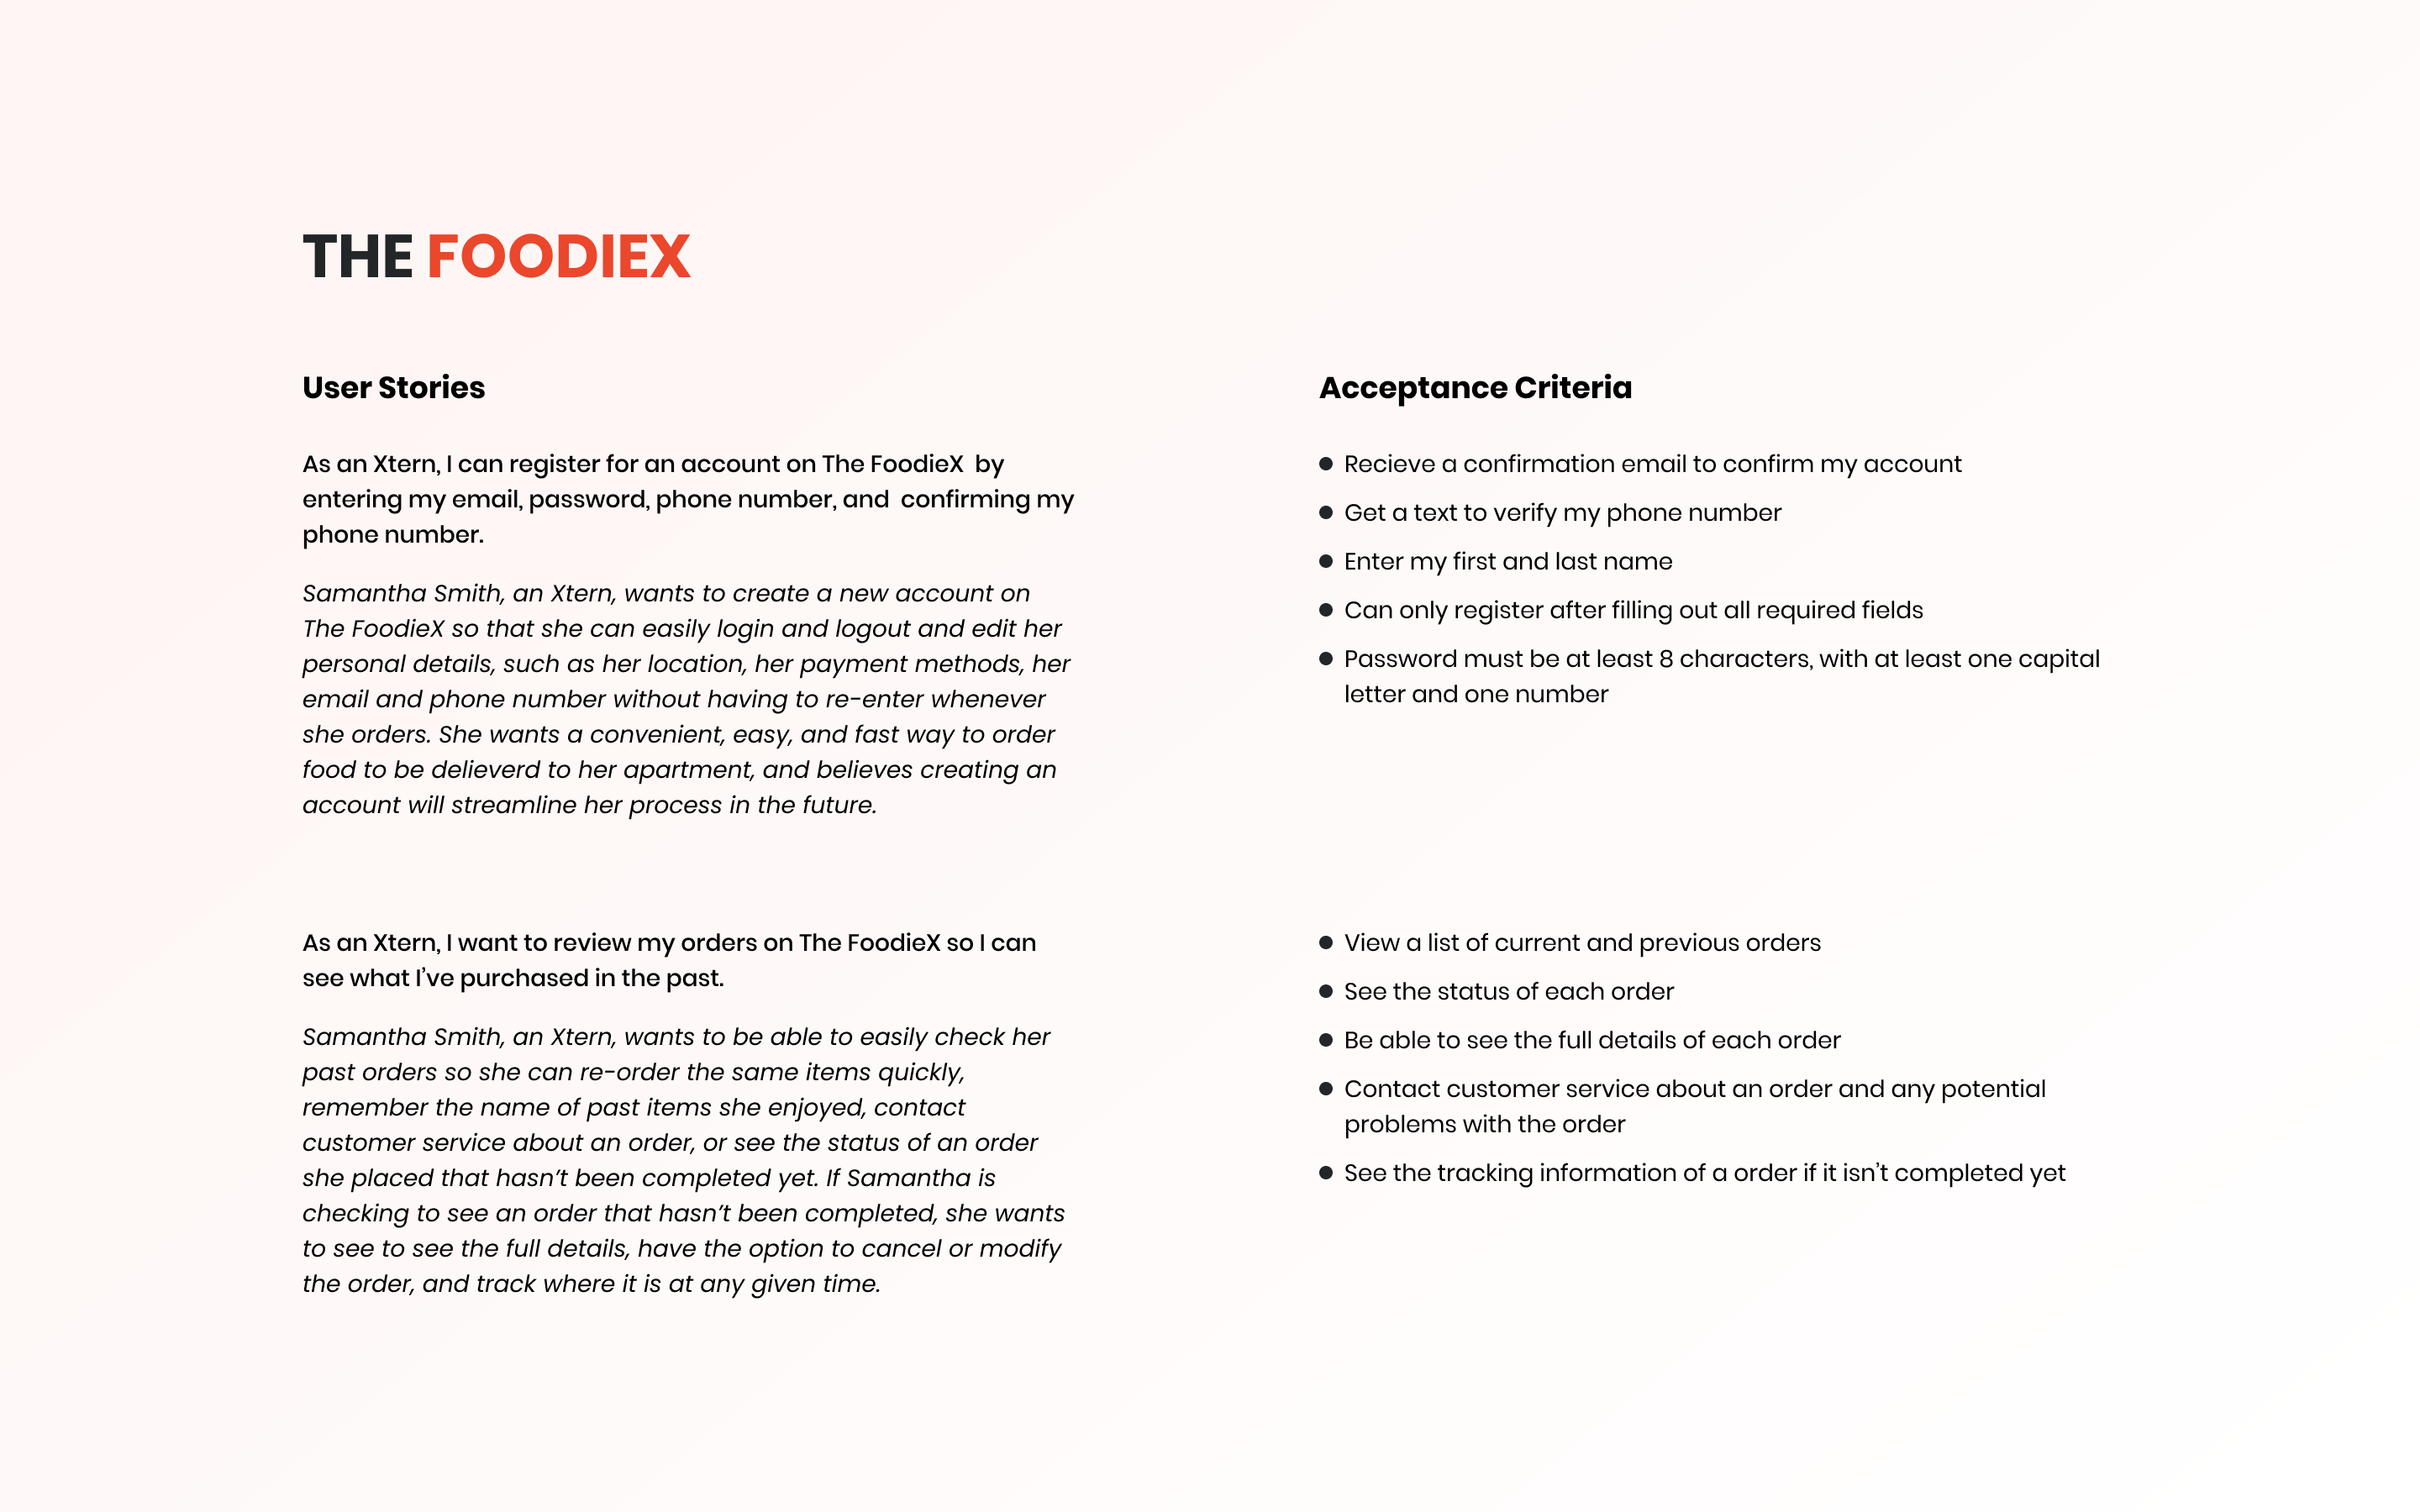 THE FOODIEX
User Stories
As an Xtern, I can register for an account on The FoodieX  by
entering my email, password, phone number, and  confirming my
phone number.
Samantha Smith, an Xtern, wants to create a new account on
The FoodieX so that she can easily login and logout and edit her
personal details, such as her location, her payment methods, her
email and phone number without having to re-enter whenever
she orders. She wants a convenient, easy, and fast way to order
food to be delieverd to her apartment, and believes creating an
account will streamline her process in the future.
As an Xtern, I want to review my orders on The FoodieX so I can
see what I’ve purchased in the past.
Samantha Smith, an Xtern, wants to be able to easily check her
past orders so she can re-order the same items quickly,
remember the name of past items she enjoyed, contact
customer service about an order, or see the status of an order
she placed that hasn’t been completed yet. If Samantha is
checking to see an order that hasn’t been completed, she wants
to see to see the full details, have the option to cancel or modify
the order, and track where it is at any given time.
Acceptance Criteria
● Recieve a confirmation email to confirm my account
● Get a text to verify my phone number
● Enter my first and last name
● Can only register after filling out all required fields
● Password must be at least 8 characters, with at least one capital
letter and one number
● View a list of current and previous orders
● See the status of each order
● Be able to see the full details of each order
● Contact customer service about an order and any potential
problems with the order
● See the tracking information of a order if it isn’t completed yet